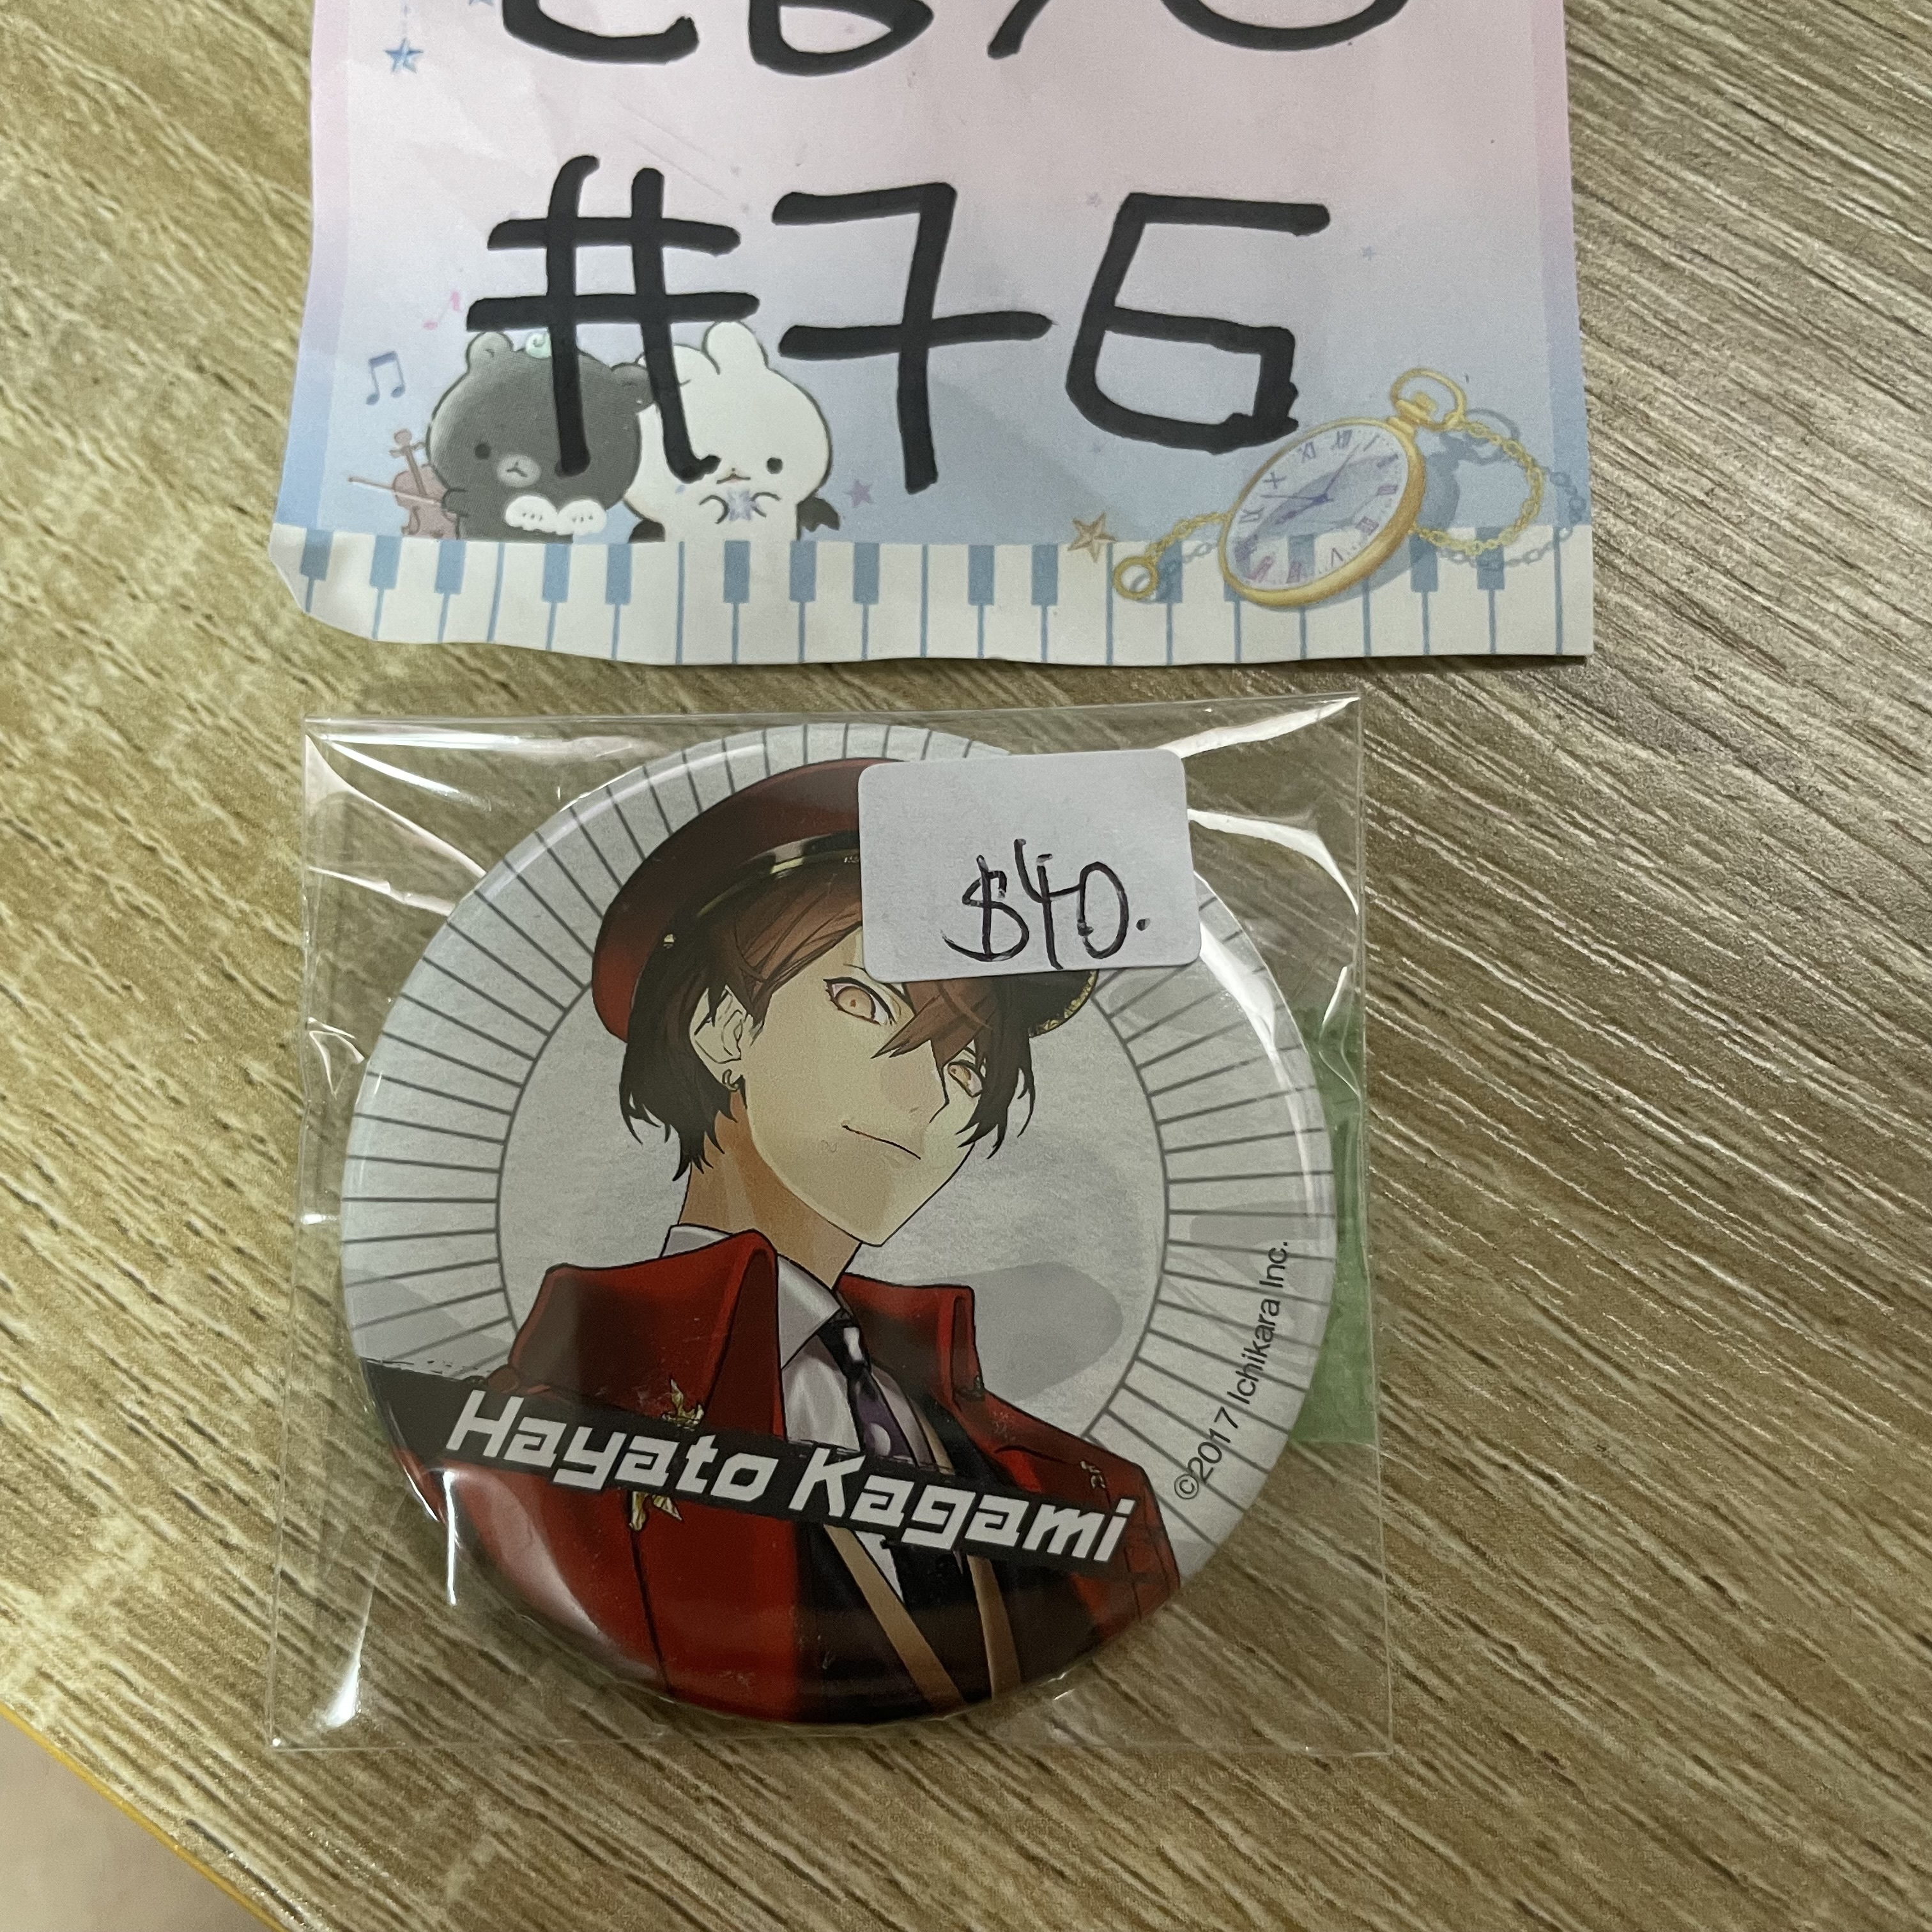 #76
$40.
Hayato Kagami
©2017 Ichikara Inc.